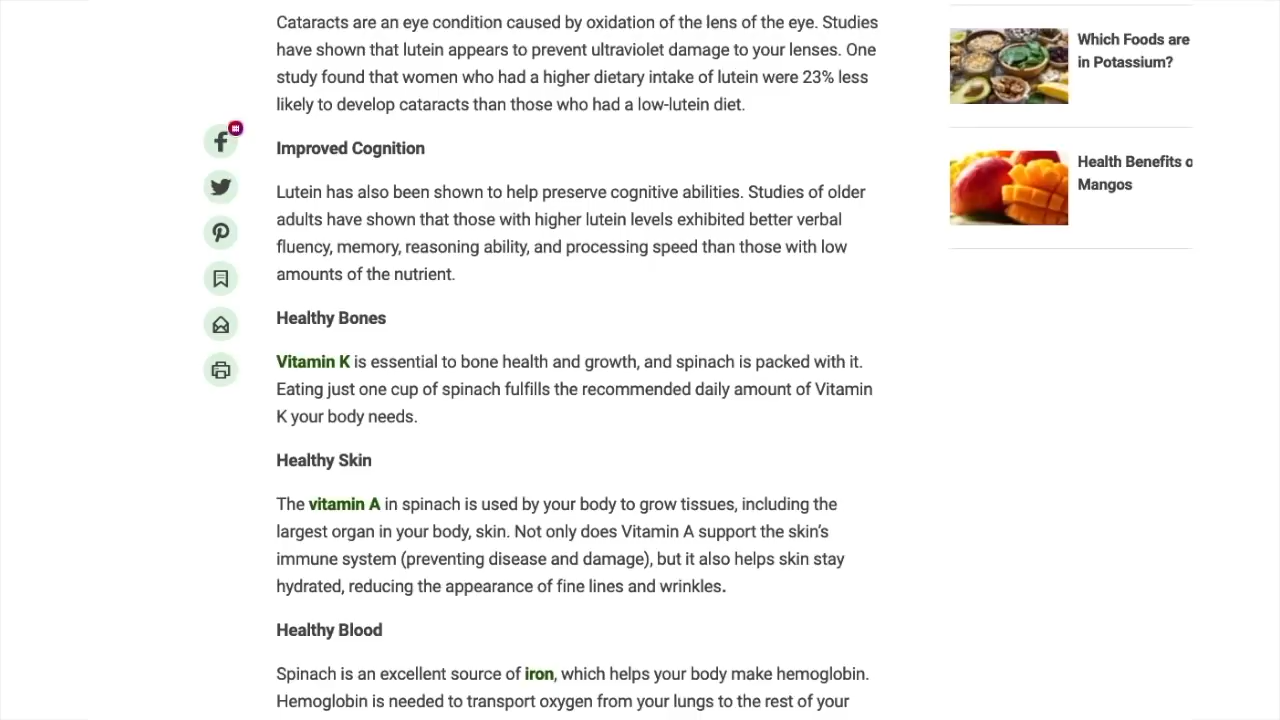 Cataracts are an eye condition caused by oxidation of the lens of the eye. Studies
have shown that lutein appears to prevent ultraviolet damage to your lenses. One
study found that women who had a higher dietary intake of lutein were 23% less
likely to develop cataracts than those who had a low-lutein diet.
Improved Cognition
Lutein has also been shown to help preserve cognitive abilities. Studies of older
adults have shown that those with higher lutein levels exhibited better verbal
fluency, memory, reasoning ability, and processing speed than those with low
amounts of the nutrient.
Healthy Bones
Vitamin K is essential to bone health and growth, and spinach is packed with it.
Eating just one cup of spinach fulfills the recommended daily amount of Vitamin
K your body needs.
Healthy Skin
The vitamin A in spinach is used by your body to grow tissues, including the
largest organ in your body, skin. Not only does Vitamin A support the skin's
immune system (preventing disease and damage), but it also helps skin stay
hydrated, reducing the appearance of fine lines and wrinkles.
Healthy Blood
Spinach is an excellent source of iron, which helps your body make hemoglobin.
Hemoglobin is needed to transport oxygen from your lungs to the rest of your
Which Foods are
in Potassium?
Health Benefits
Mangos